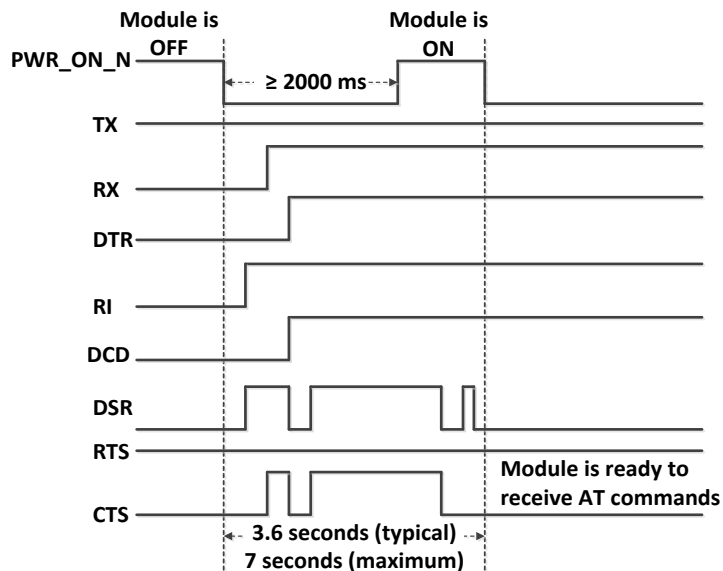 Module is
OFF
Module is
ON
PWR_ON_N
≥ 2000 ms
TX
RX
DTR
RI
DCD
DSR
RTS
Module is ready to
receive AT commands
CTS
3.6 seconds (typical)
7 seconds (maximum)